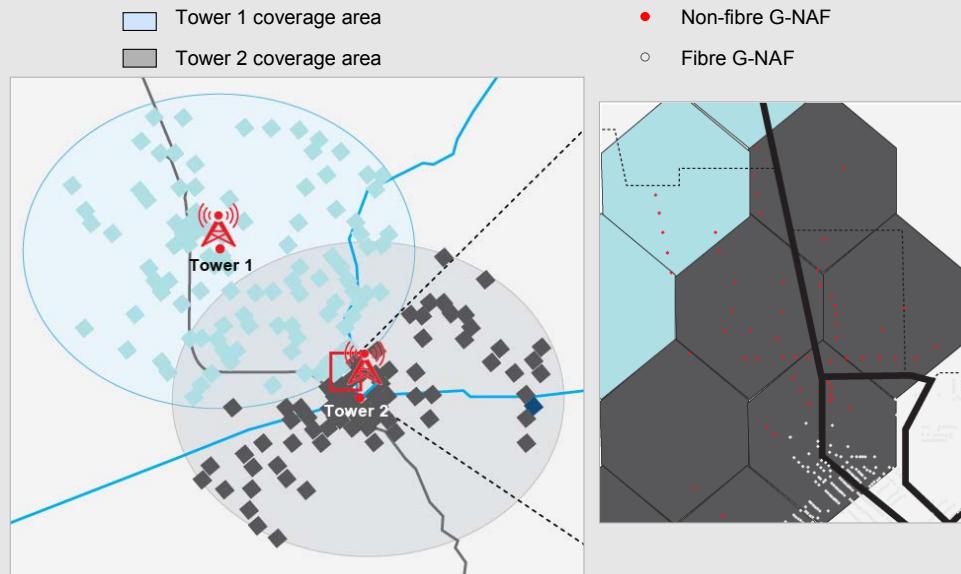 Tower 1 coverage area
Tower 2 coverage area
Non-fibre G-NAF
Fibre G-NAF
Tower 1
Tower 2